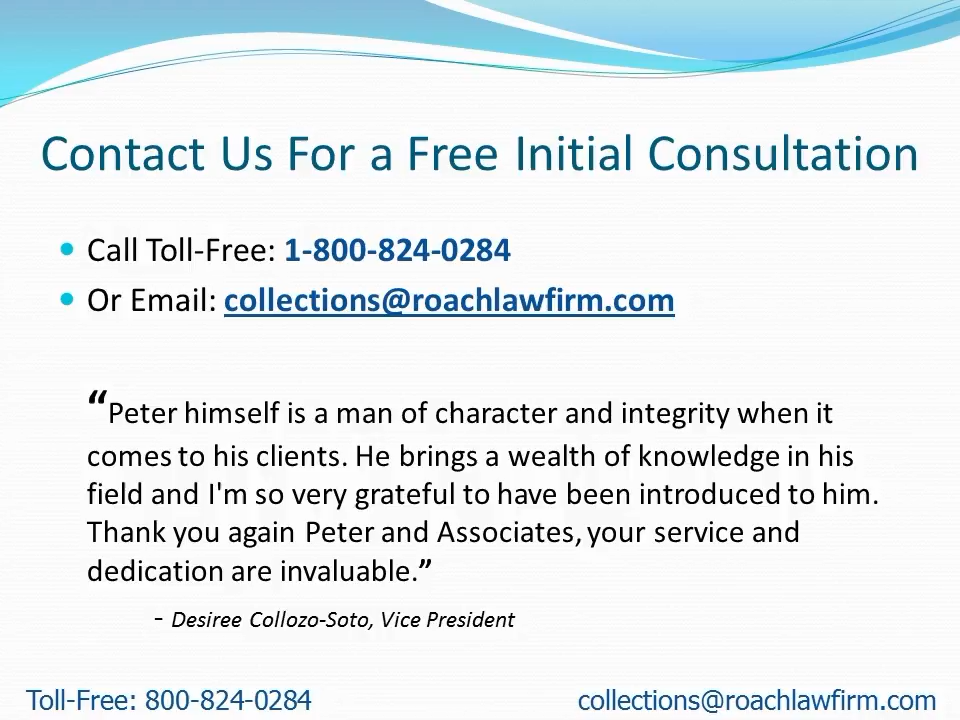 Contact Us For a Free Initial Consultation
• Call Toll-Free: 1-800-824-0284
• Or Email: collections@roachlawfirm.com
“Peter himself is a man of character and integrity when it
comes to his clients. He brings a wealth of knowledge in his
field and I'm so very grateful to have been introduced to him.
Thank you again Peter and Associates, your service and
dedication are invaluable.”
- Desiree Collozo-Soto, Vice President
Toll-Free: 800-824-0284 collections@roachlawfirm.com